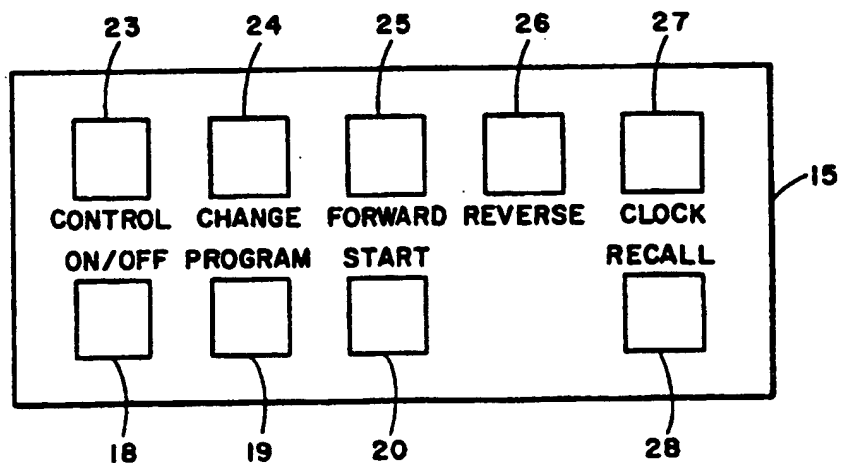 23 24 25 26 27
15
CONTROL CHANGE FORWARD REVERSE CLOCK
ON/OFF PROGRAM START RECALL
18 19 20 28